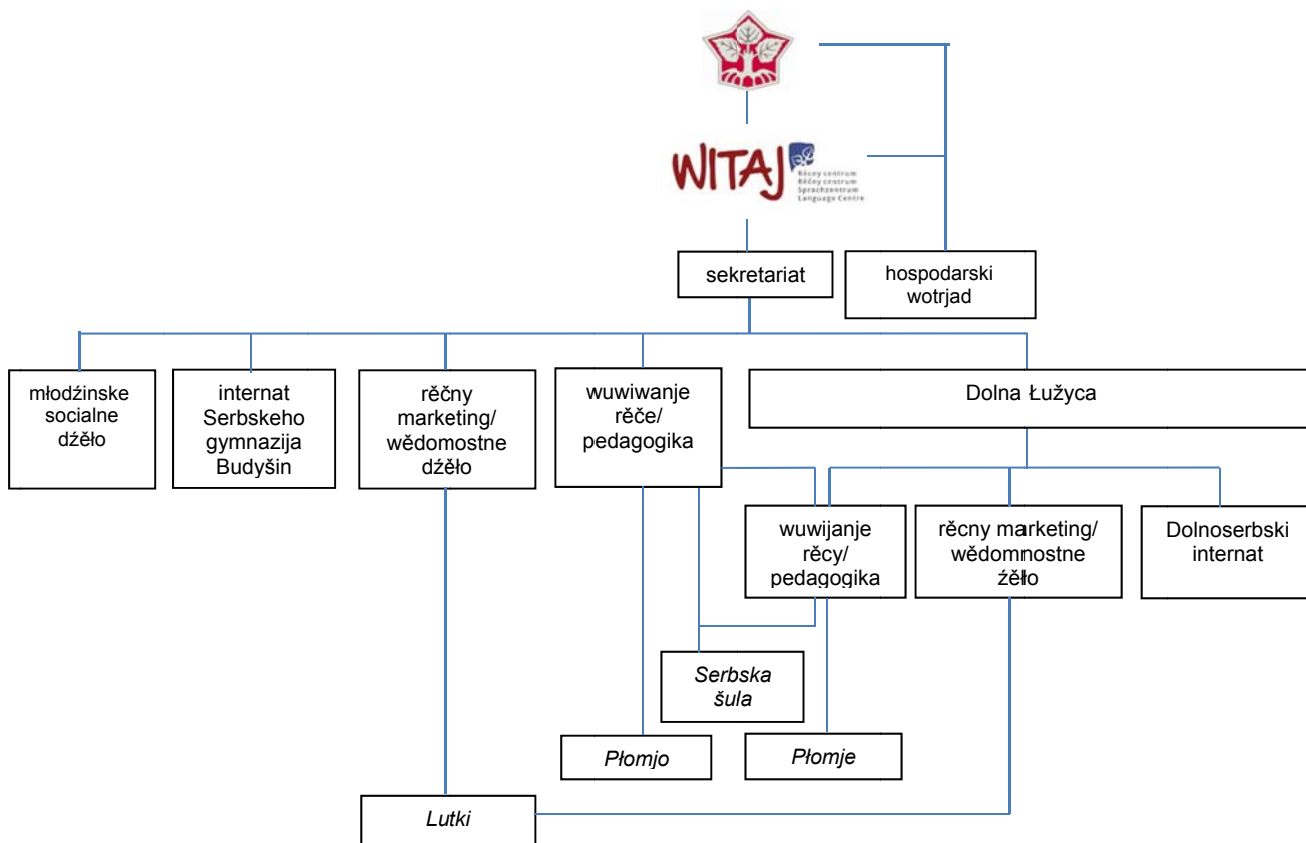 WITAJ
Rěcny centrum
Rěčny centrum
Sprachzentrum
Language Centre
sekretariat
hospodarski
wotrjad
młodźinske
socialne
dźěło
internat
Serbskeho
gymnazija
Budyšin
rěčny
marketing/
wědomostne
dźěło
wuwiwanje
rěče/
pedagogika
Dolna Łužyca
wuwijanje
rěcy/
pedagogika
rěcny marketing/
wědomnostne
źěło
Dolnoserbski
internat
Serbska
šula
Płomjo
Płomje
Lutki